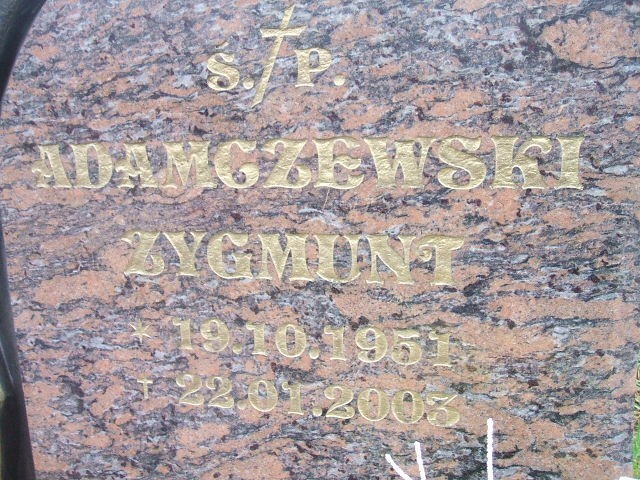 Ś. P.
ADAMCZEWSKI
ZYGMUNT
* 19.10.1951
† 22.01.2003